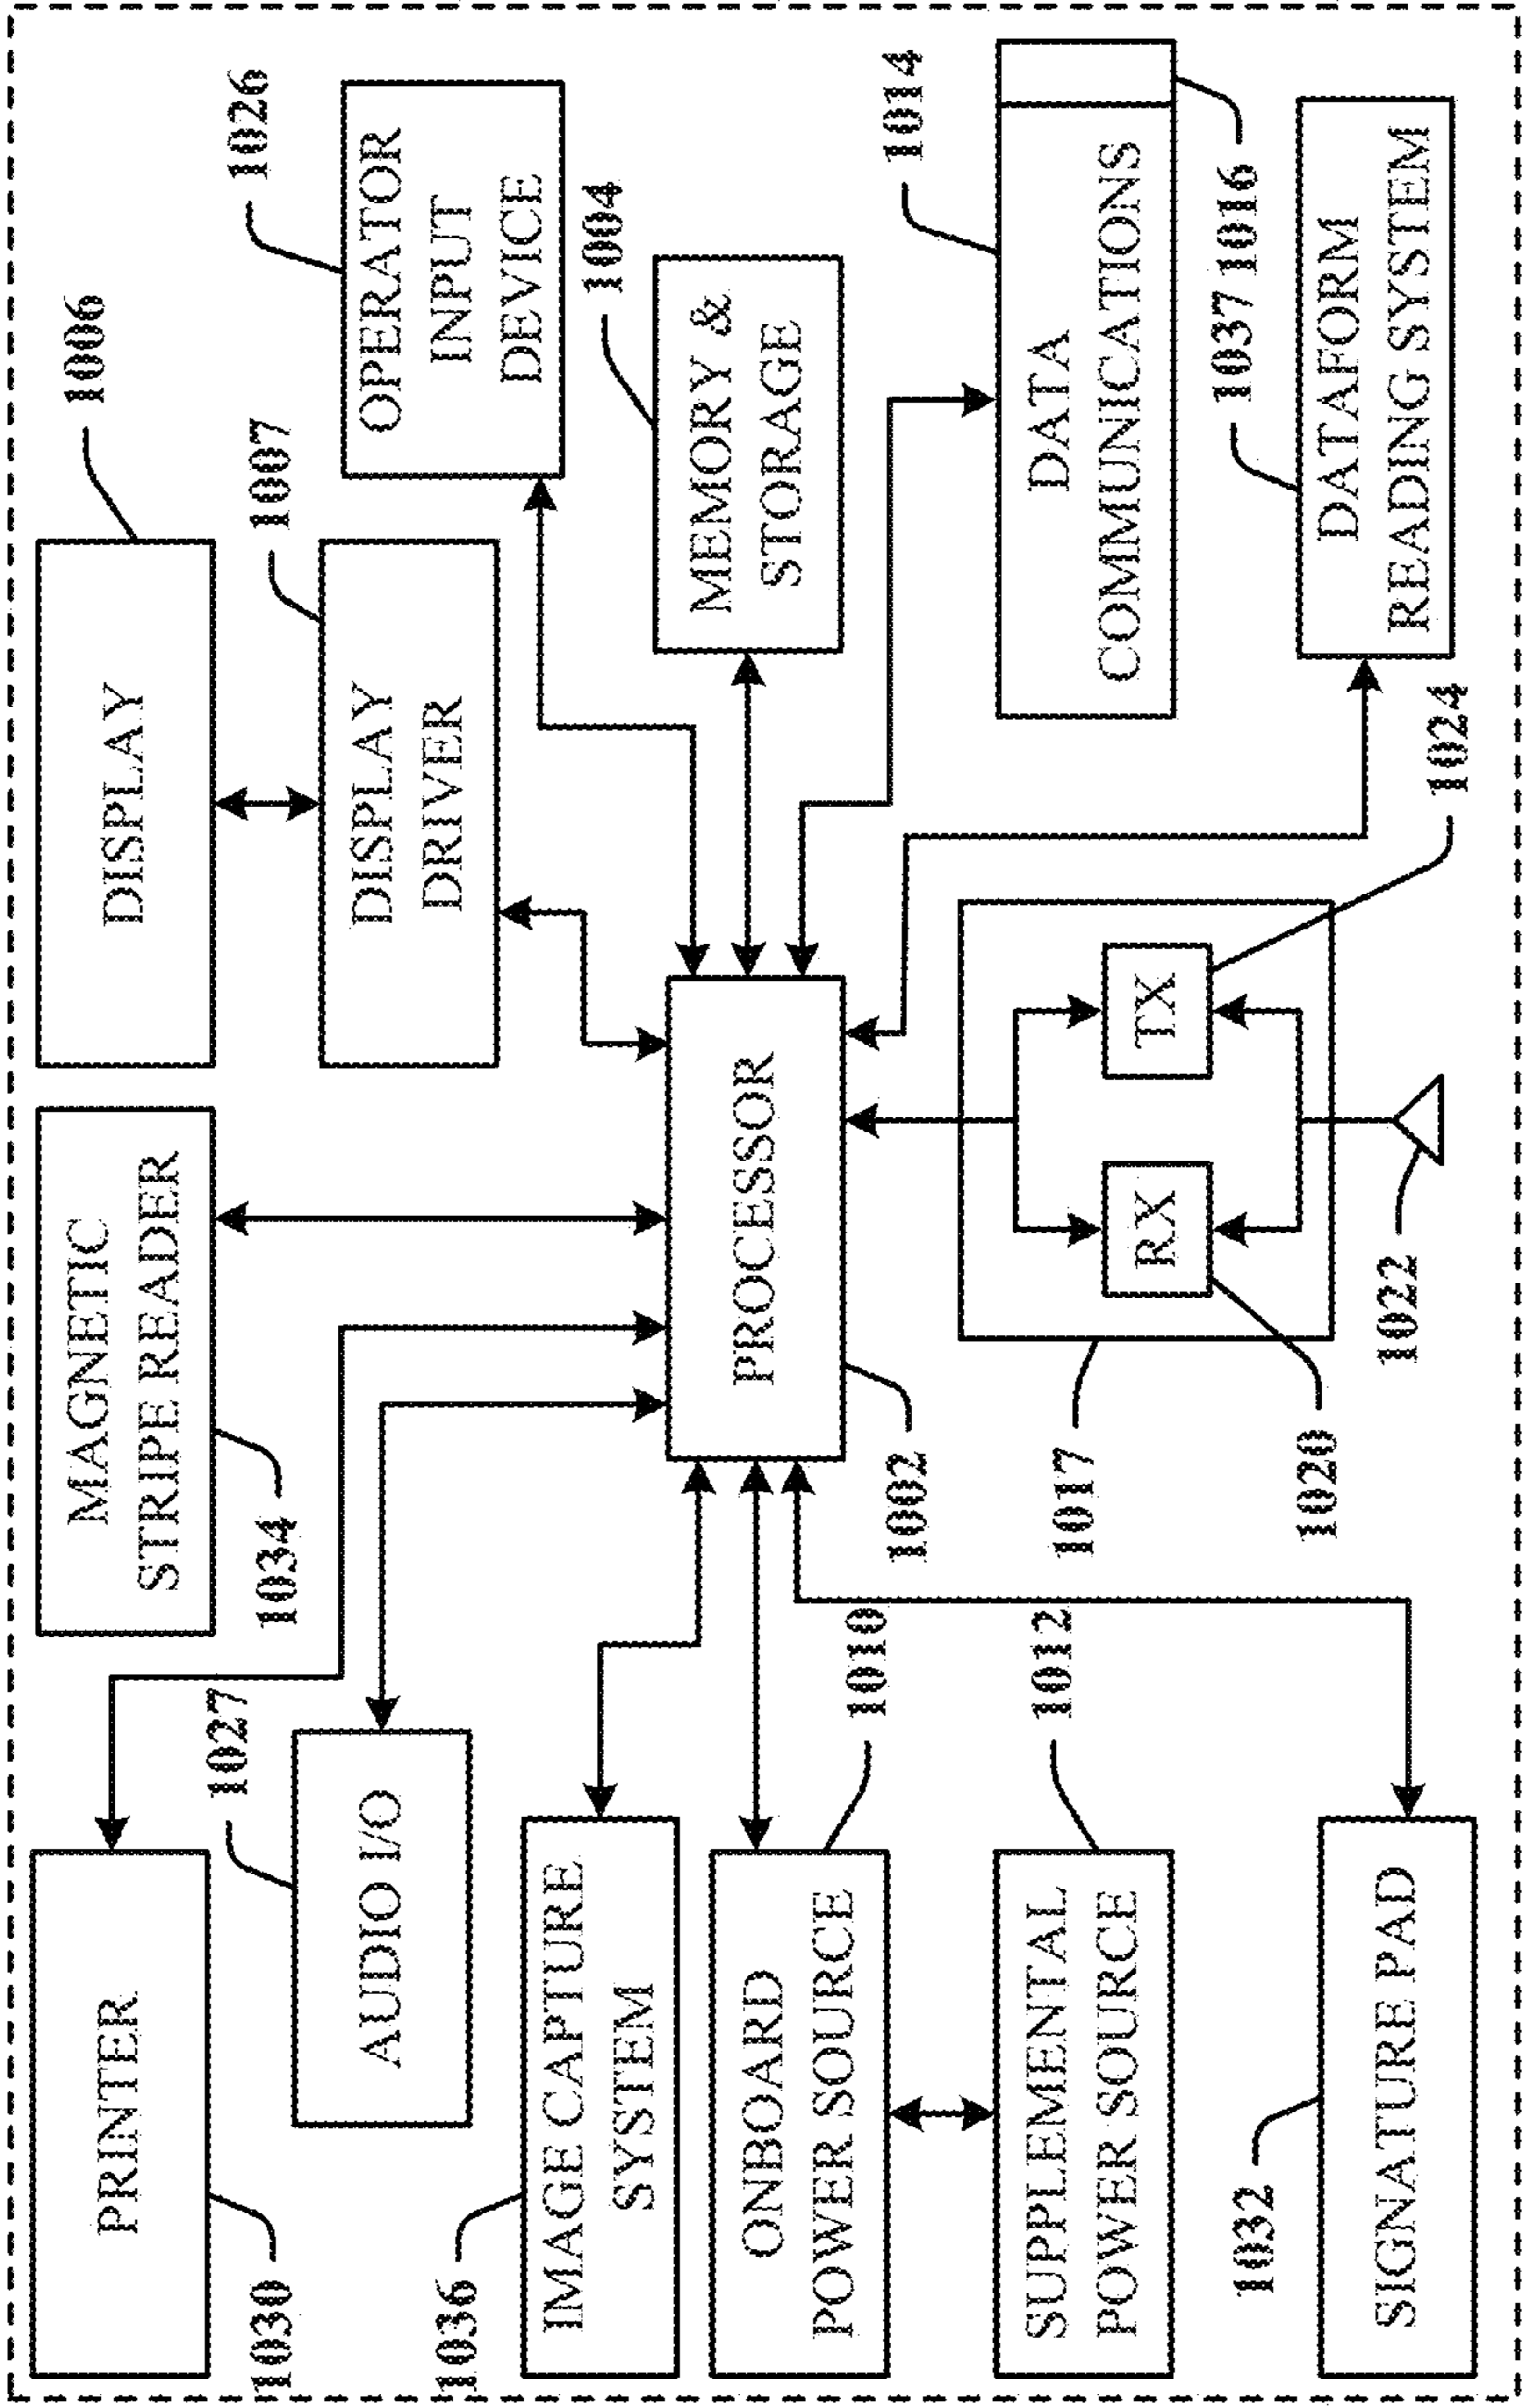 PRINTER
1030
MAGNETIC
STRIPE READER
1034
DISPLAY
1006
1027
AUDIO I/O
DISPLAY
DRIVER
1007
OPERATOR
INPUT
DEVICE
1026
1036
IMAGE CAPTURE
SYSTEM
1004
MEMORY &
STORAGE
PROCESSOR
1002
ONBOARD
POWER SOURCE
1010
SUPPLEMENTAL
POWER SOURCE
1012
1014
DATA
COMMUNICATIONS
1016
1017
RX
TX
1020
1024
1022
1037
DATAFORM
READING SYSTEM
1032
SIGNATURE PAD